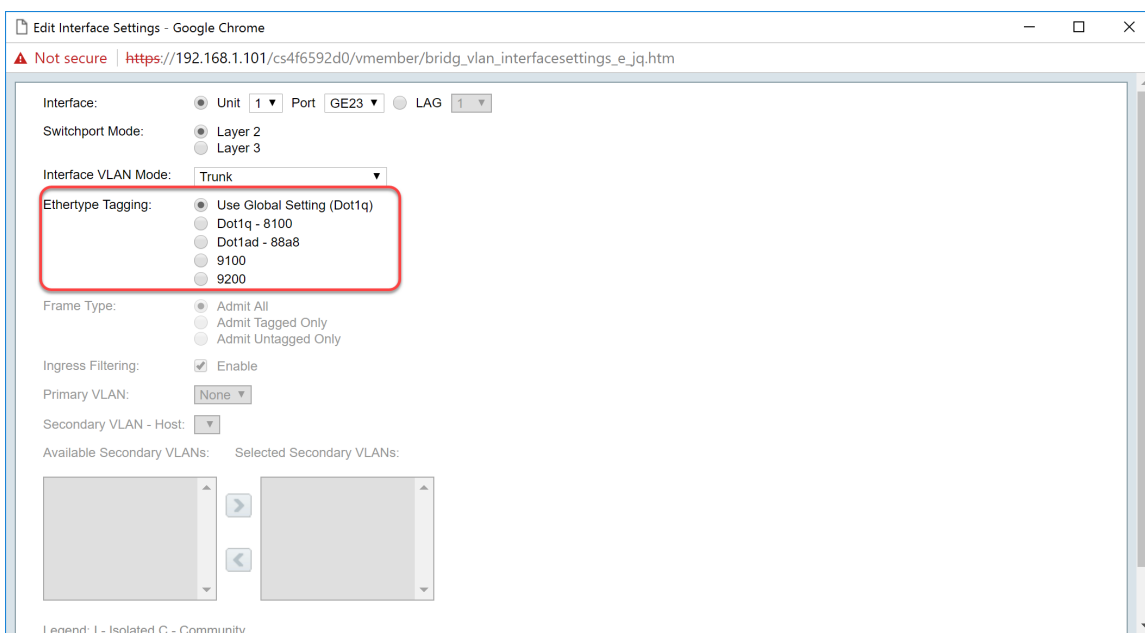 Edit Interface Settings - Google Chrome
Not secure https://192.168.1.101/cs4f6592d0/vmember/bridg_vlan_interfacesettings_e_jq.htm
Interface: Unit 1 Port GE23 LAG 1
Switchport Mode: Layer 2
Layer 3
Interface VLAN Mode: Trunk
Ethertype Tagging: Use Global Setting (Dot1q)
Dot1q - 8100
Dot1ad - 88a8
9100
9200
Frame Type: Admit All
Admit Tagged Only
Admit Untagged Only
Ingress Filtering: Enable
Primary VLAN: None
Secondary VLAN - Host:
Available Secondary VLANs: Selected Secondary VLANs:
Legend: I - Isolated C - Community